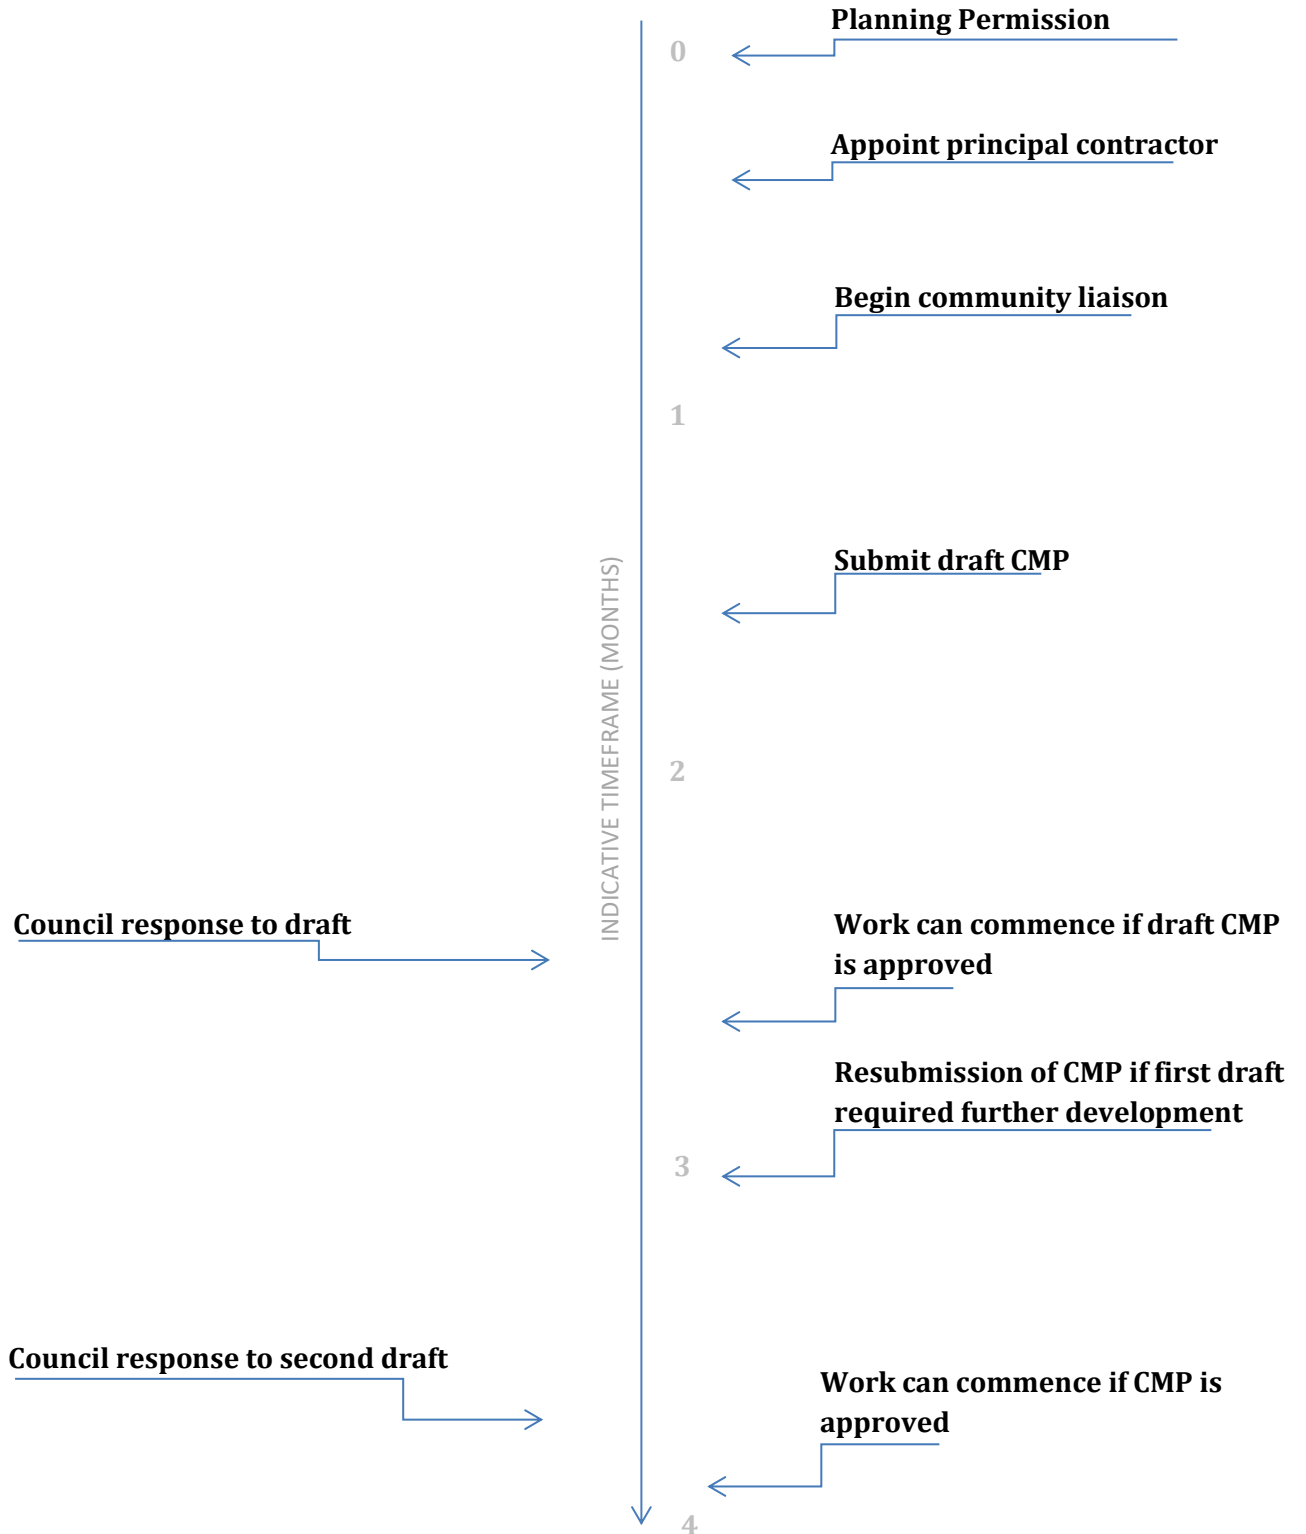 Planning Permission
0
Appoint principal contractor
Begin community liaison
1
Submit draft CMP
INDICATIVE TIMEFRAME (MONTHS)
2
Council response to draft
Work can commence if draft CMP
is approved
Resubmission of CMP if first draft
required further development
3
Council response to second draft
Work can commence if CMP is
approved
4